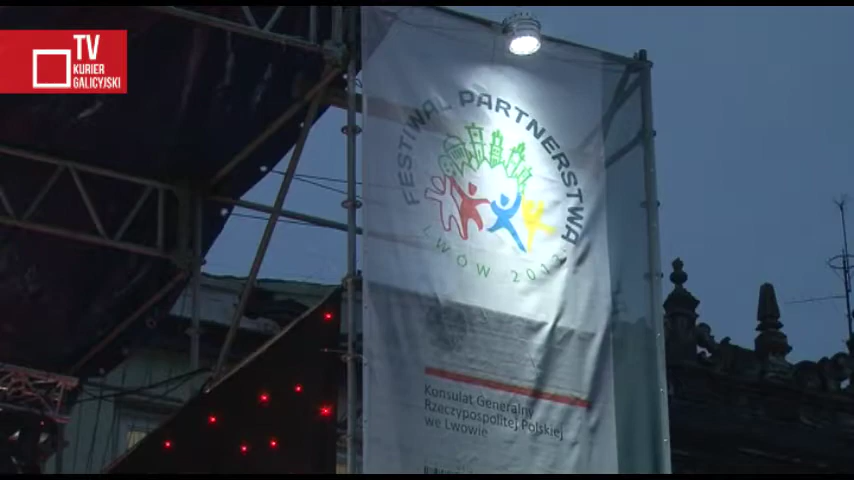 TV
KURIER
GALICYJSKI
FESTIWAL PARTNERSTWA
LWÓW 2013
Konsulat Generalny
Rzeczypospolitej Polskiej
we Lwowie